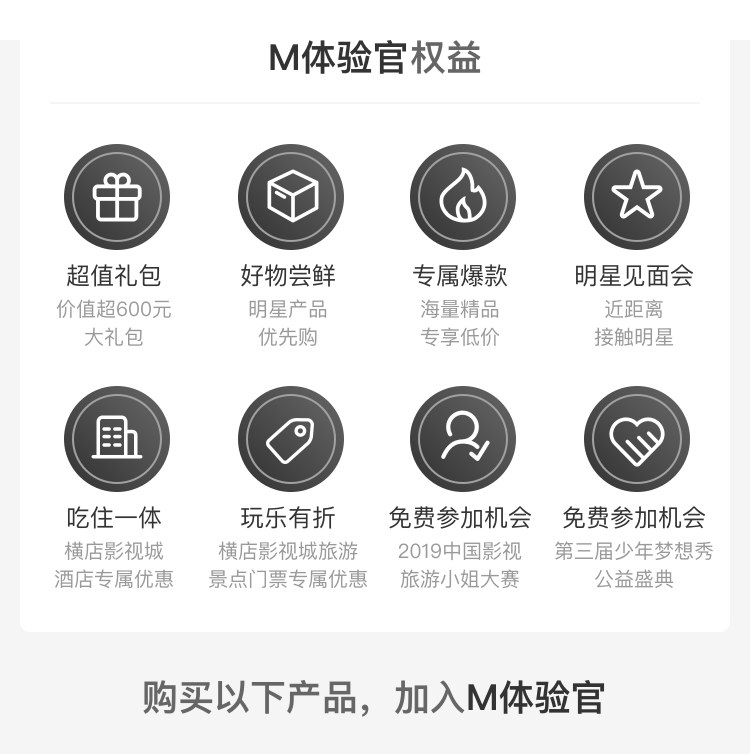 M体验官权益
超值礼包
价值超600元
大礼包
好物尝鲜
明星产品
优先购
专属爆款
海量精品
专享低价
明星见面会
近距离
接触明星
吃住一体
横店影视城
酒店专属优惠
玩乐有折
横店影视城旅游
景点门票专属优惠
免费参加机会
2019中国影视
旅游小姐大赛
免费参加机会
第三届少年梦想秀
公益盛典
购买以下产品，加入M体验官